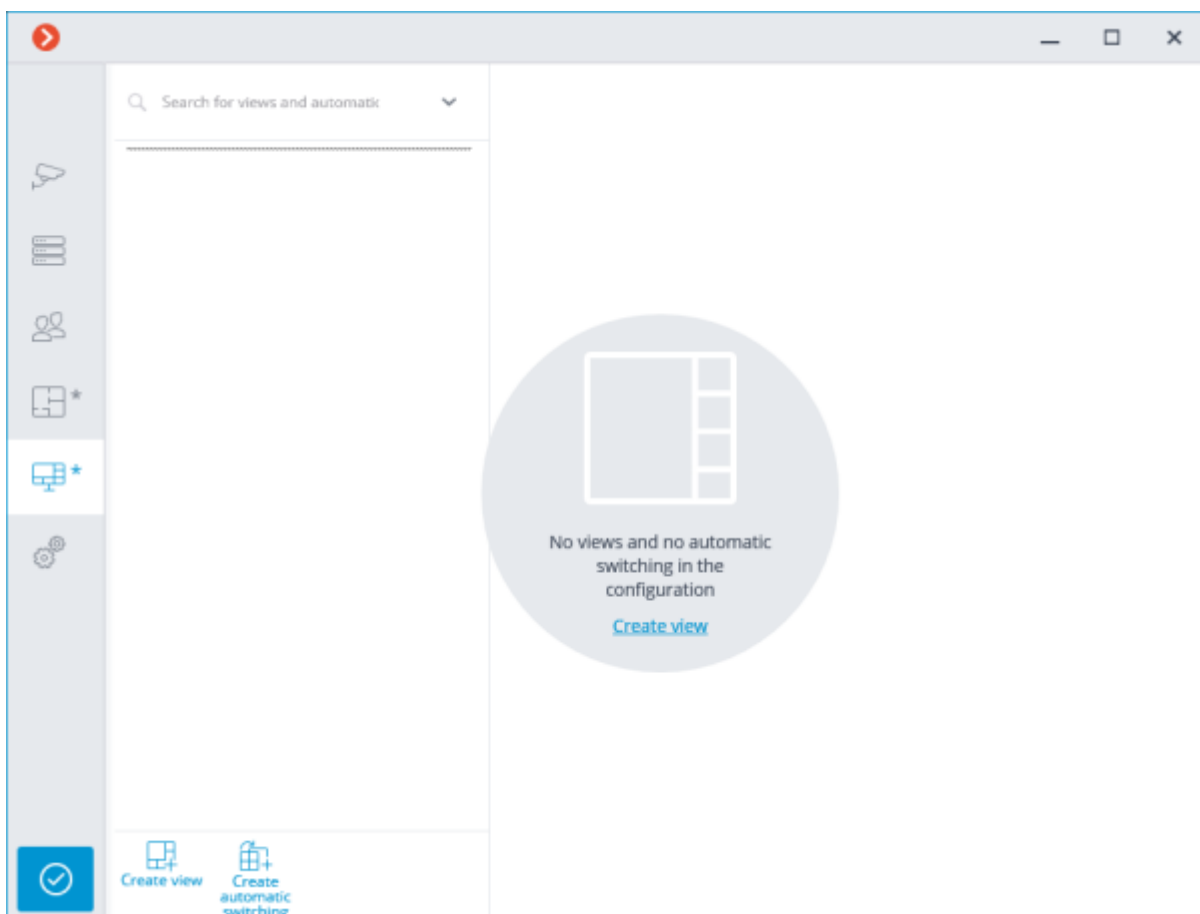 Search for views and automatic
*
*
No views and no automatic
switching in the
configuration
Create view
Create view
Create
automatic
switching